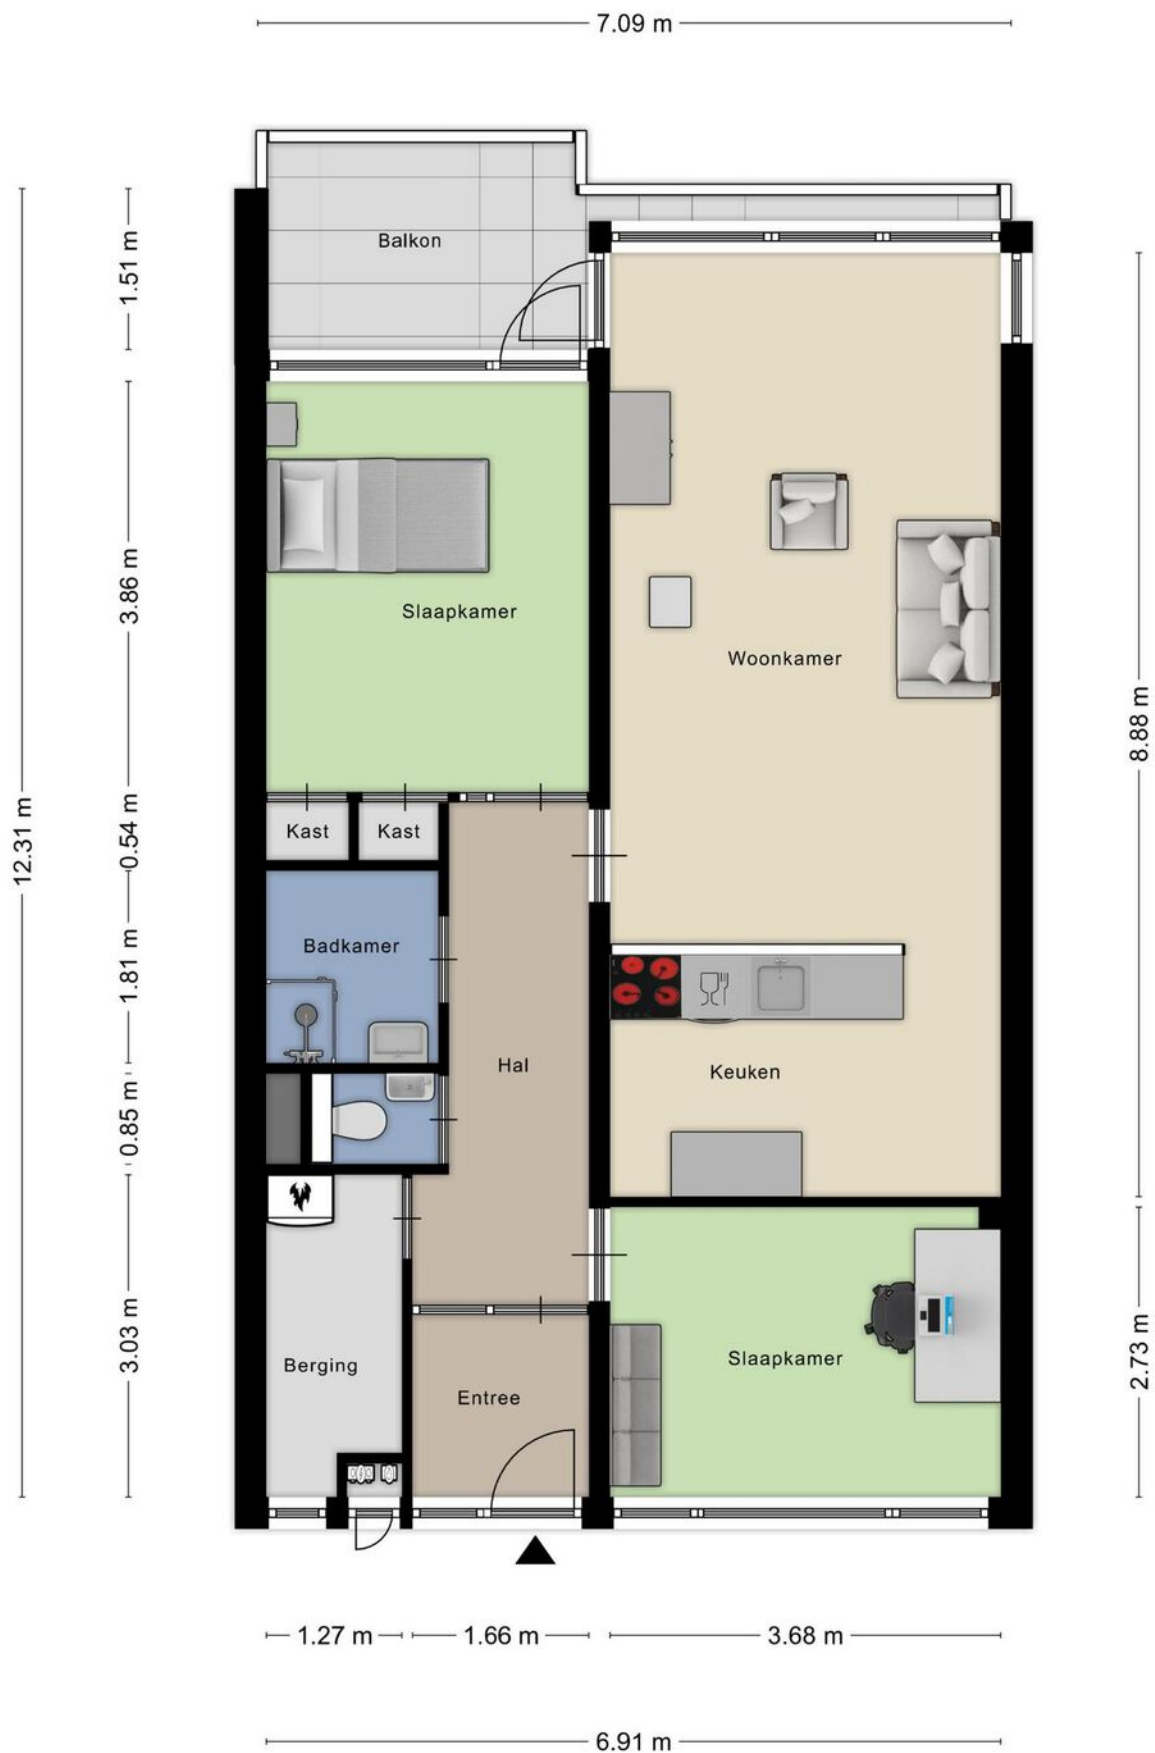 7.09 m
Balkon
1.51 m
3.86 m
Slaapkamer
Woonkamer
8.88 m
12.31 m
0.54 m
Kast
Kast
Badkamer
1.81 m
Hal
Keuken
0.85 m
3.03 m
Berging
Entree
Slaapkamer
2.73 m
1.27 m
1.66 m
3.68 m
6.91 m